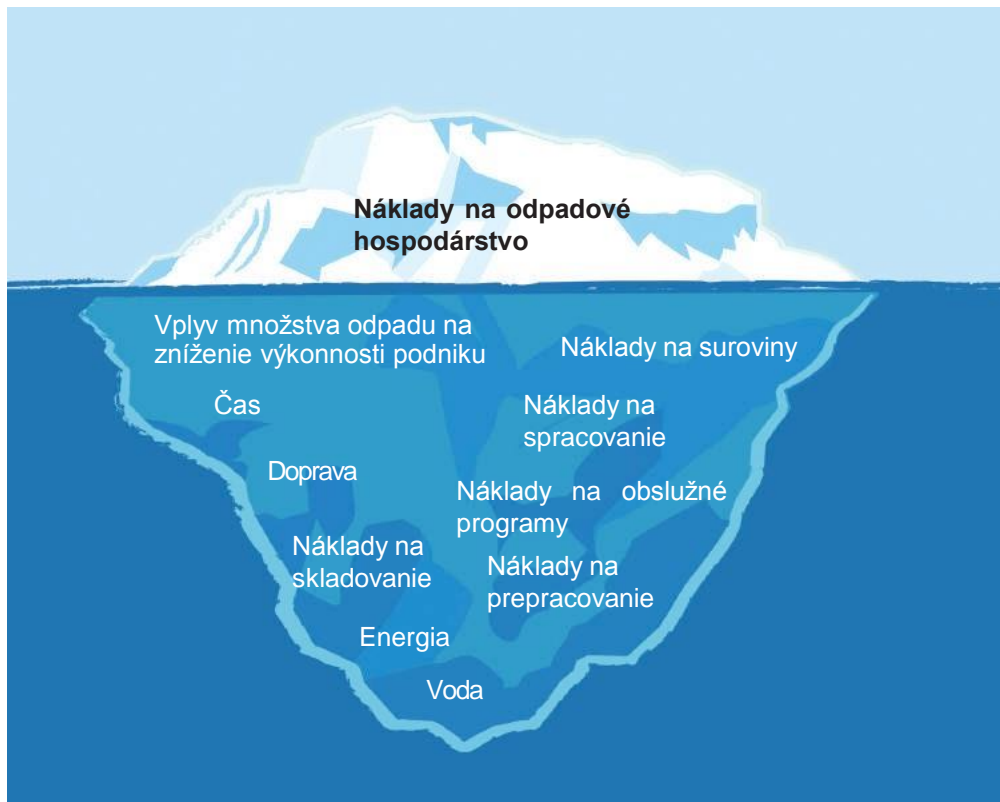 Náklady na odpadové
hospodárstvo
Vplyv množstva odpadu na
zníženie výkonnosti podniku
Náklady na suroviny
Čas
Náklady na
spracovanie
Doprava
Náklady na obslužné
programy
Náklady na
skladovanie
Náklady na
prepracovanie
Energia
Voda